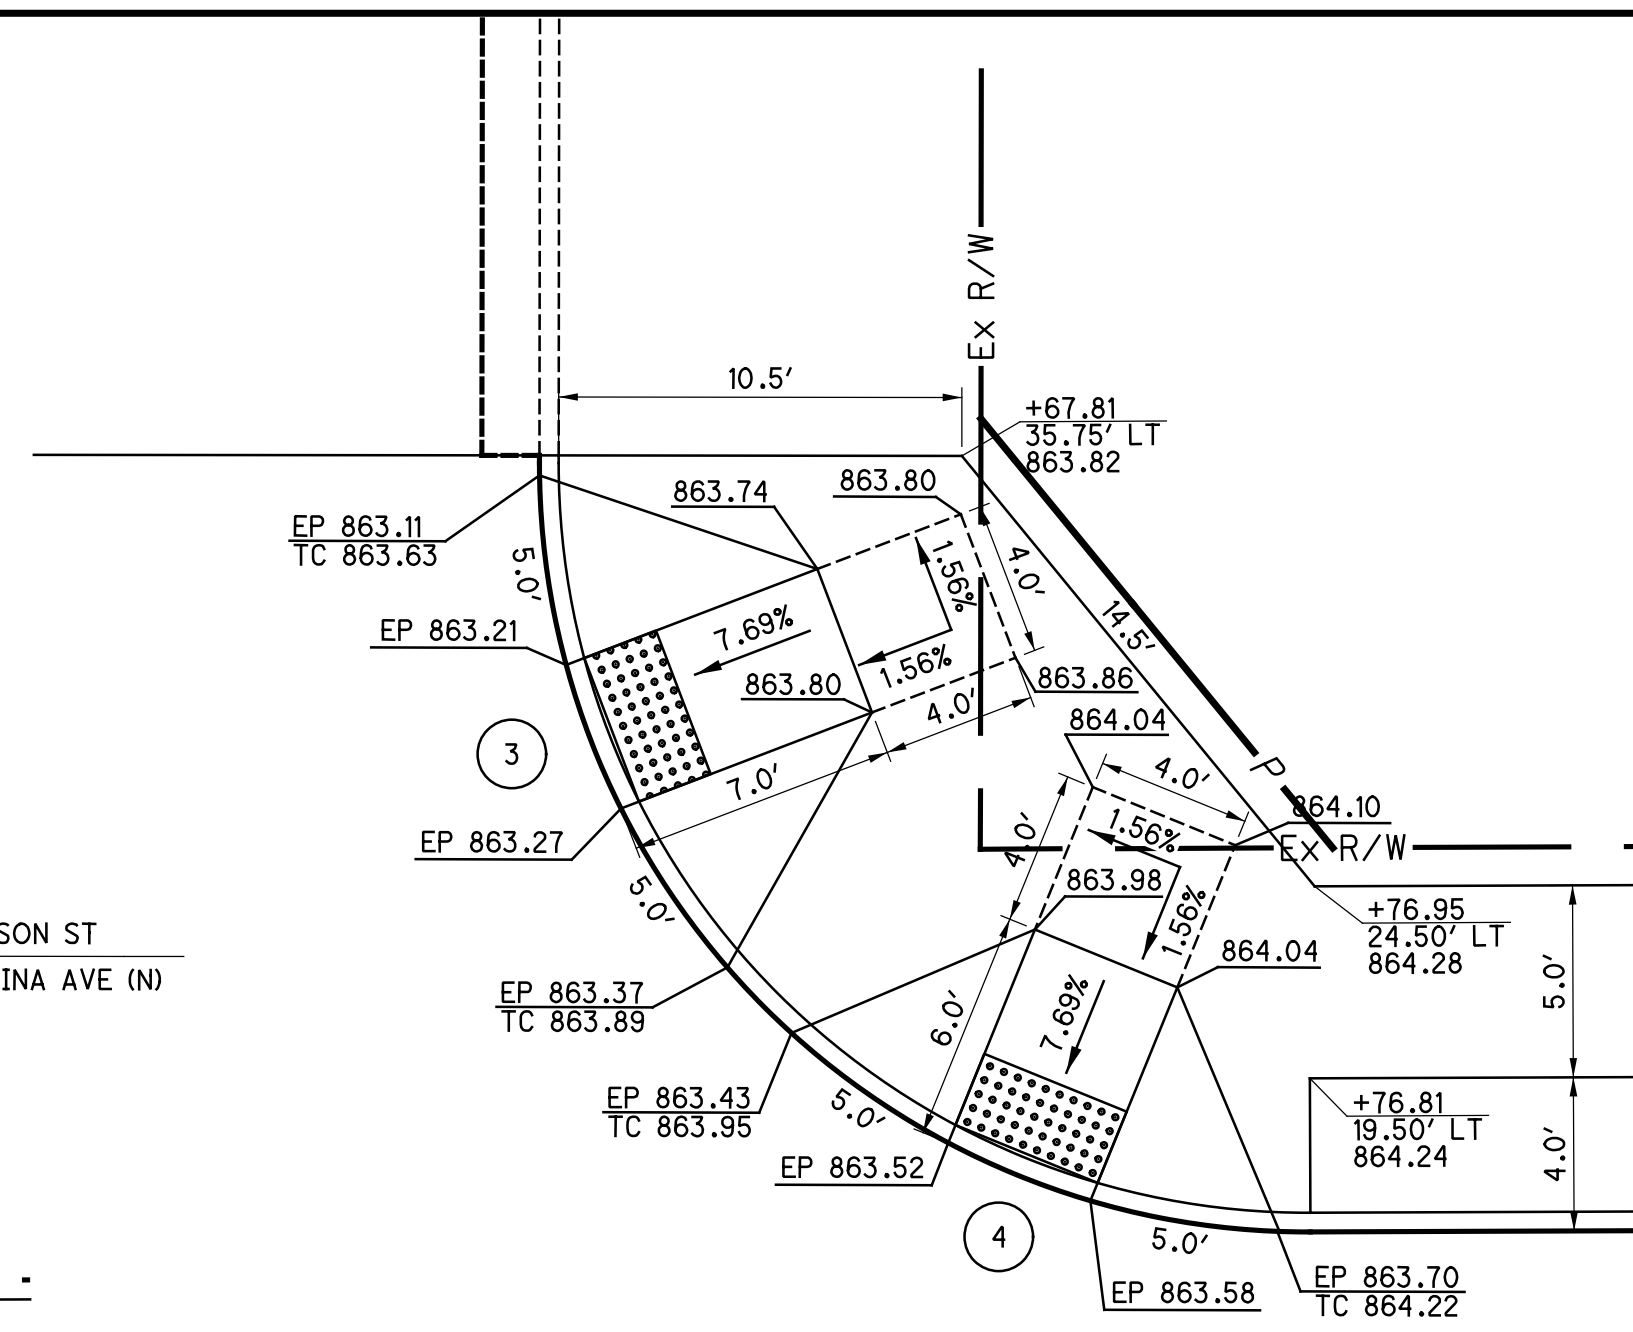 Ex R/W
10.5′
+67.81
35.75′ LT
863.82
863.74
863.80
EP 863.11
TC 863.63
5.0′
1.56%
4.0′
14.5′
EP 863.21
7.69%
1.56%
863.80
863.86
4.0′
864.04
3
7.0′
4.0′
P
864.10
EP 863.27
4.0′
1.56%
Ex R/W
5.0′
863.98
1.56%
+76.95
24.50′ LT
864.28
SON ST
INA AVE (N)
864.04
5.0′
EP 863.37
TC 863.89
6.0′
7.69%
EP 863.43
TC 863.95
5.0′
+76.81
19.50′ LT
864.24
4.0′
EP 863.52
4
5.0′
EP 863.58
EP 863.70
TC 864.22